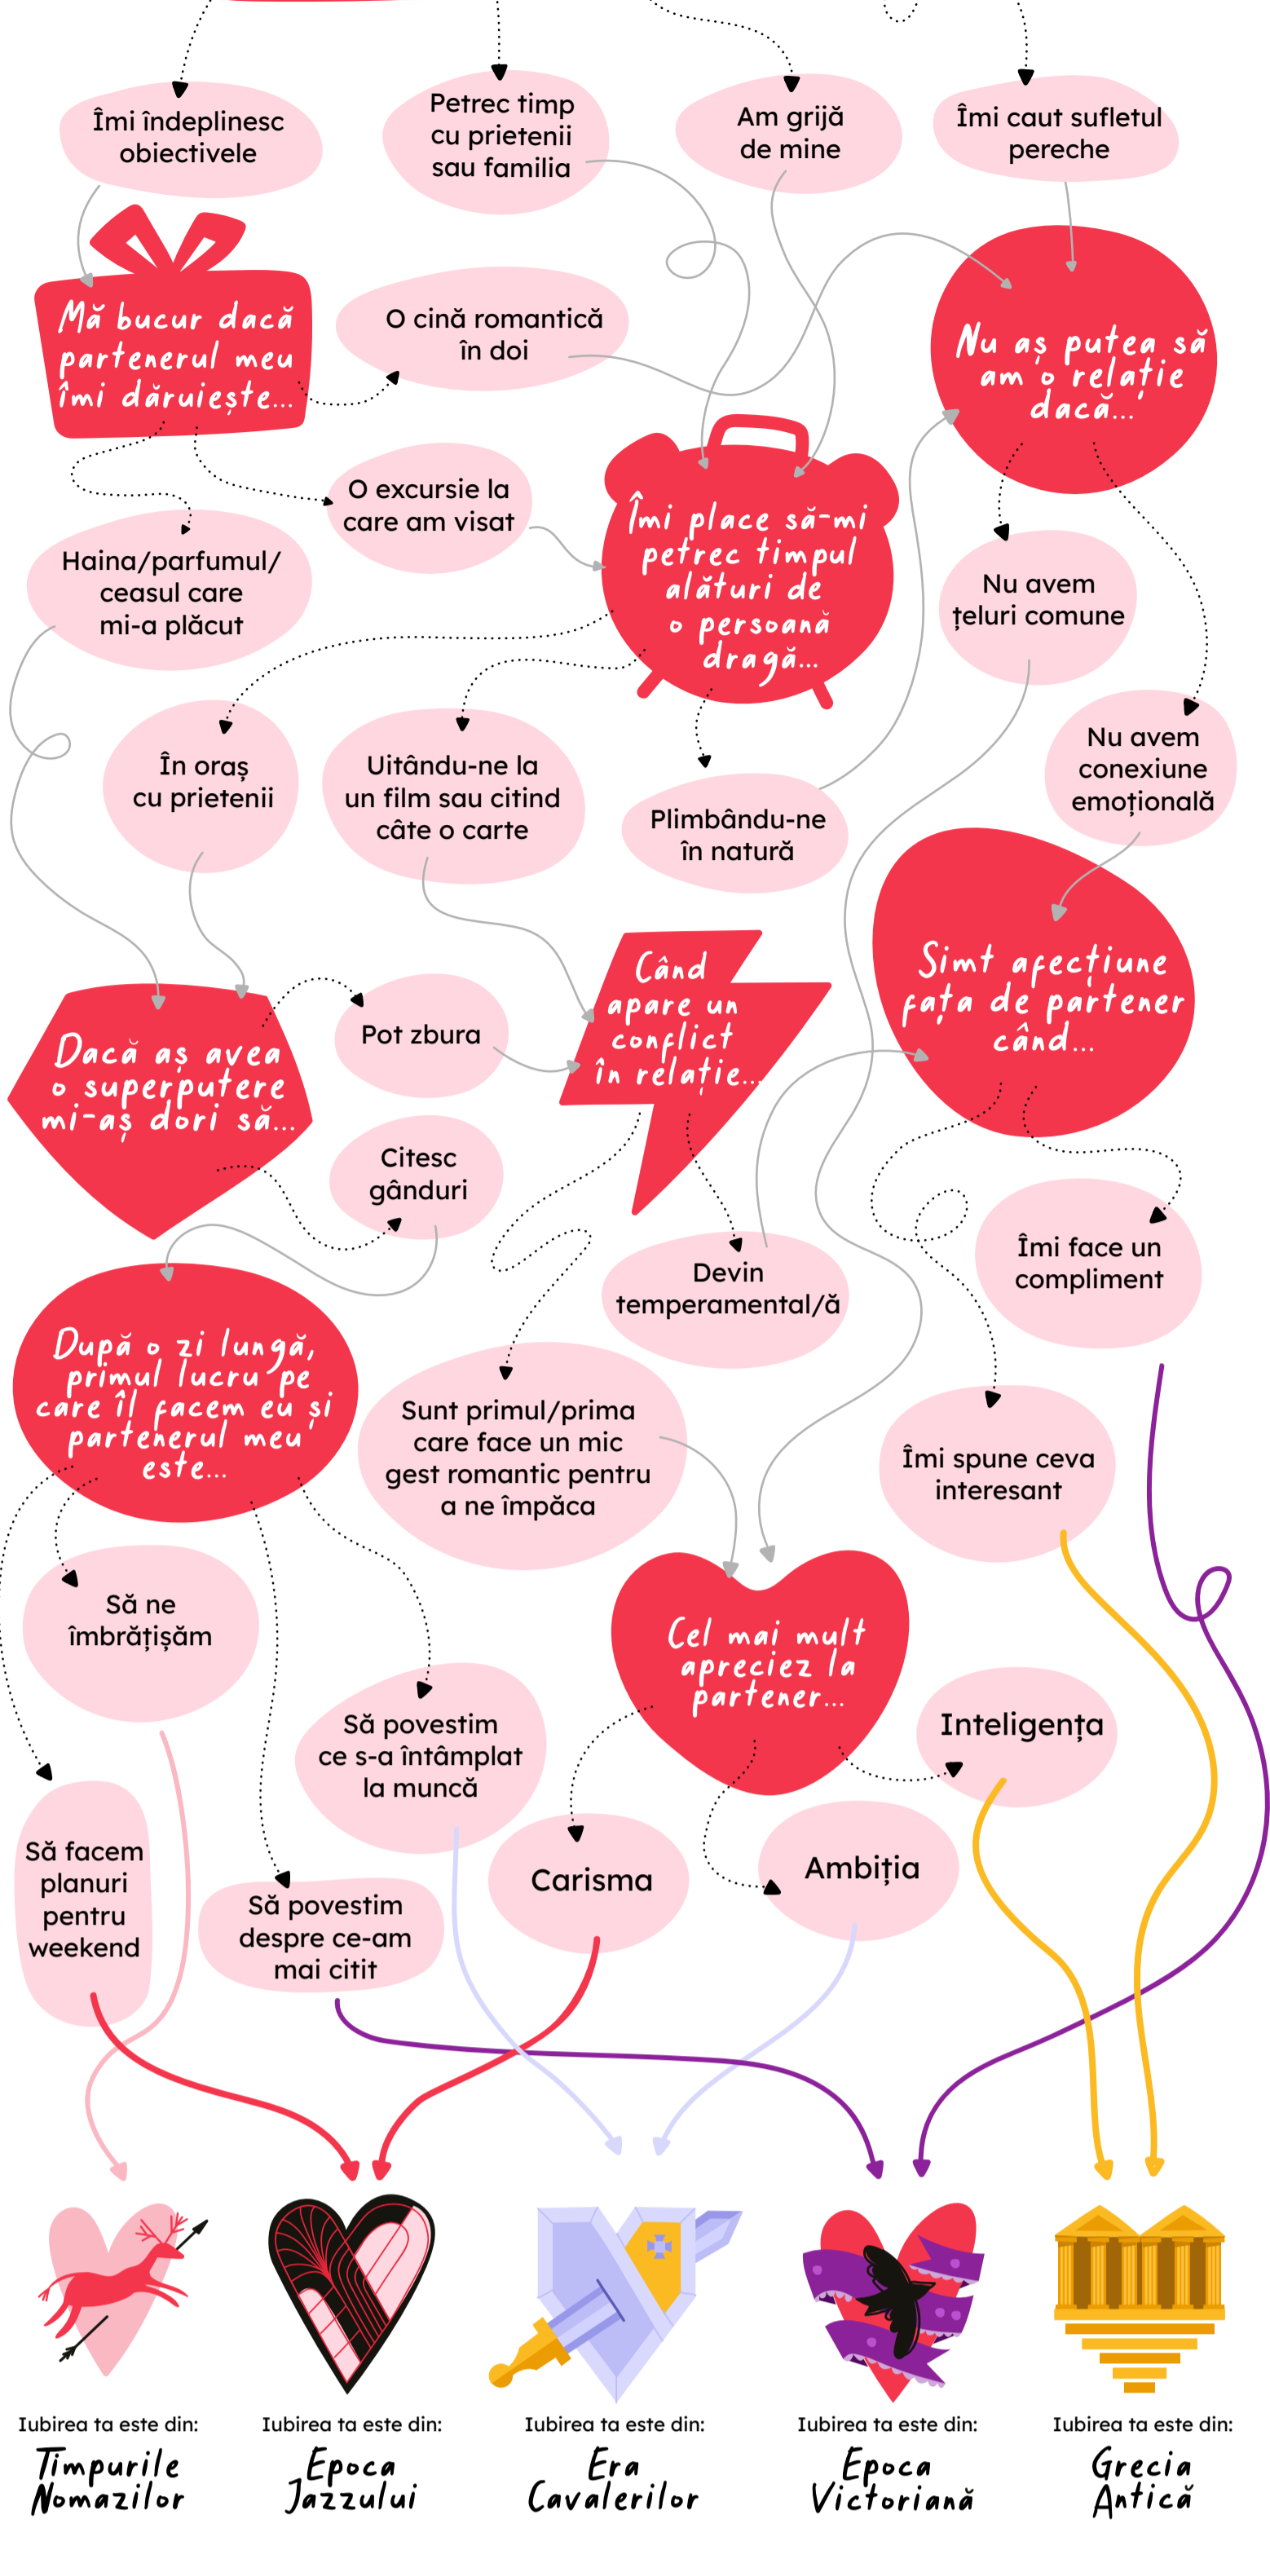 Îmi îndeplinesc
obiectivele
Petrec timp
cu prietenii
sau familia
Am grijă
de mine
Îmi caut sufletul
pereche
Mă bucur dacă
partenerul meu
îmi dăruiește...
O cină romantică
în doi
Nu aș putea să
am o relație
dacă...
O excursie la
care am visat
Îmi place să-mi
petrec timpul
alături de
o persoană
dragă...
Haina/parfumul/
ceasul care
mi-a plăcut
Nu avem
țeluri comune
În oraș
cu prietenii
Uitându-ne la
un film sau citind
câte o carte
Plimbându-ne
în natură
Nu avem
conexiune
emoțională
Dacă aș avea
o superputere
mi-aș dori să...
Pot zbura
Când
apare un
conflict
în relație...
Simt afecțiune
fața de partener
când...
Citesc
gânduri
Devin
temperamental/ă
Îmi face un
compliment
După o zi lungă,
primul lucru pe
care îl facem eu și
partenerul meu
este...
Sunt primul/prima
care face un mic
gest romantic pentru
a ne împăca
Îmi spune ceva
interesant
Să ne
îmbrățișăm
Cel mai mult
apreciez la
partener...
Să povestim
ce s-a întâmplat
la muncă
Inteligența
Să facem
planuri
pentru
weekend
Să povestim
despre ce-am
mai citit
Carisma
Ambiția
Iubirea ta este din:
Timpurile
Nomazilor
Iubirea ta este din:
Epoca
Jazzului
Iubirea ta este din:
Era
Cavalerilor
Iubirea ta este din:
Epoca
Victoriană
Iubirea ta este din:
Grecia
Antică